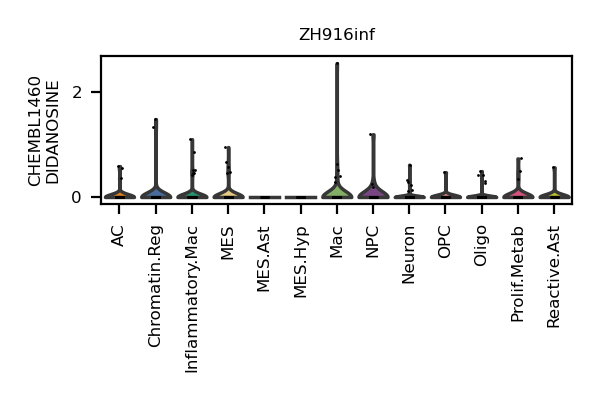 ZH916inf
CHEMBL1460
DIDANOSINE
2
0
AC
Chromatin.Reg
Inflammatory.Mac
MES
MES.Ast
MES.Hyp
Mac
NPC
Neuron
OPC
Oligo
Prolif.Metab
Reactive.Ast